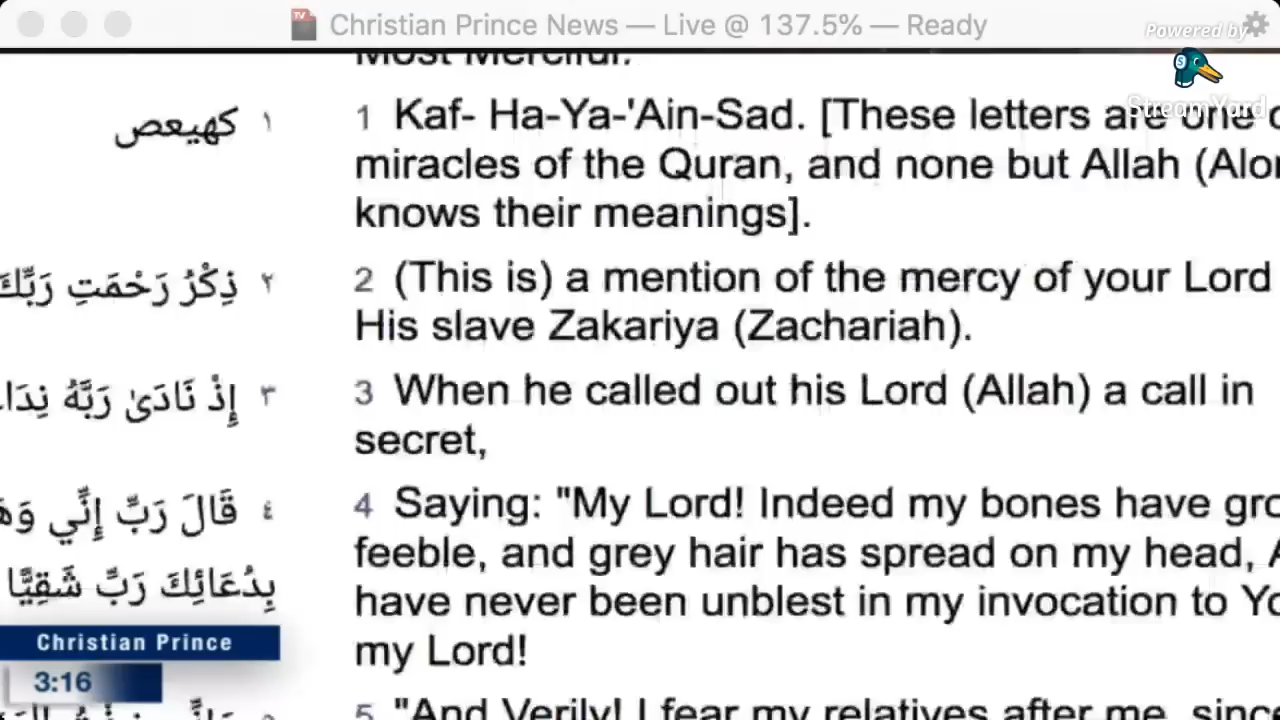 Christian Prince News — Live @ 137.5% — Ready
Powered by
StreamYard
Most Merciful.
كهيعص ١
1 Kaf- Ha-Ya-'Ain-Sad. [These letters are one
miracles of the Quran, and none but Allah
knows their meanings].
ذِكْرُ رَحْمَتِ رَبِّكَ ٢
2 (This is) a mention of the mercy of your Lord
His slave Zakariya (Zachariah).
إِذْ نَادَىٰ رَبَّهُ ٣
3 When he called out his Lord (Allah) a call in
secret,
قَالَ رَبِّ إِنِّي ٤
4 Saying: "My Lord! Indeed my bones have
feeble, and grey hair has spread on my head,
بِدُعَائِكَ رَبِّ شَقِيًّا
have never been unblest in my invocation to
my Lord!
Christian Prince
3:16
5 "And Verily! I fear my relatives after me,